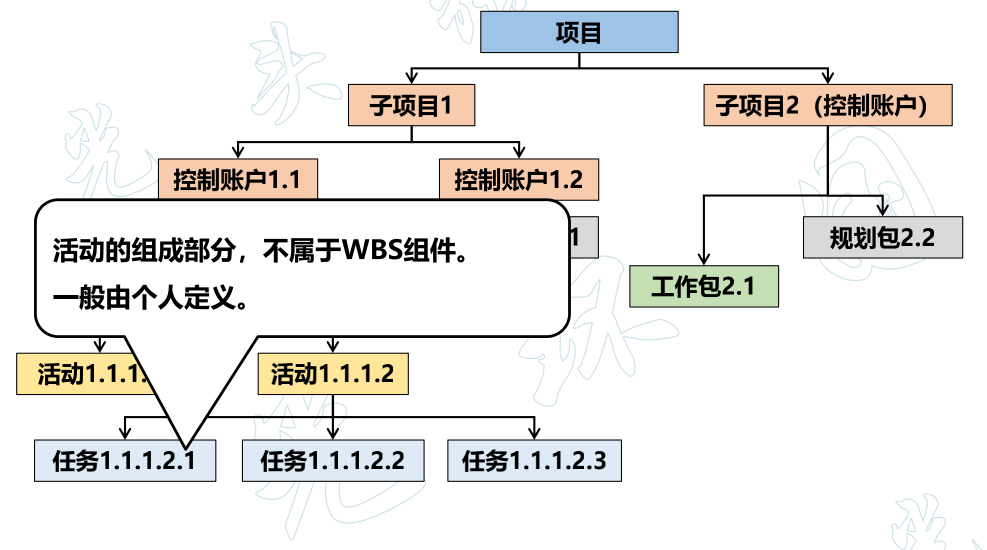 项目
子项目1
子项目2（控制账户）
控制账户1.1
控制账户1.2
1
活动的组成部分，不属于WBS组件。
一般由个人定义。
规划包2.2
工作包2.1
活动1.1.1.
活动1.1.1.2
任务1.1.1.2.1
任务1.1.1.2.2
任务1.1.1.2.3